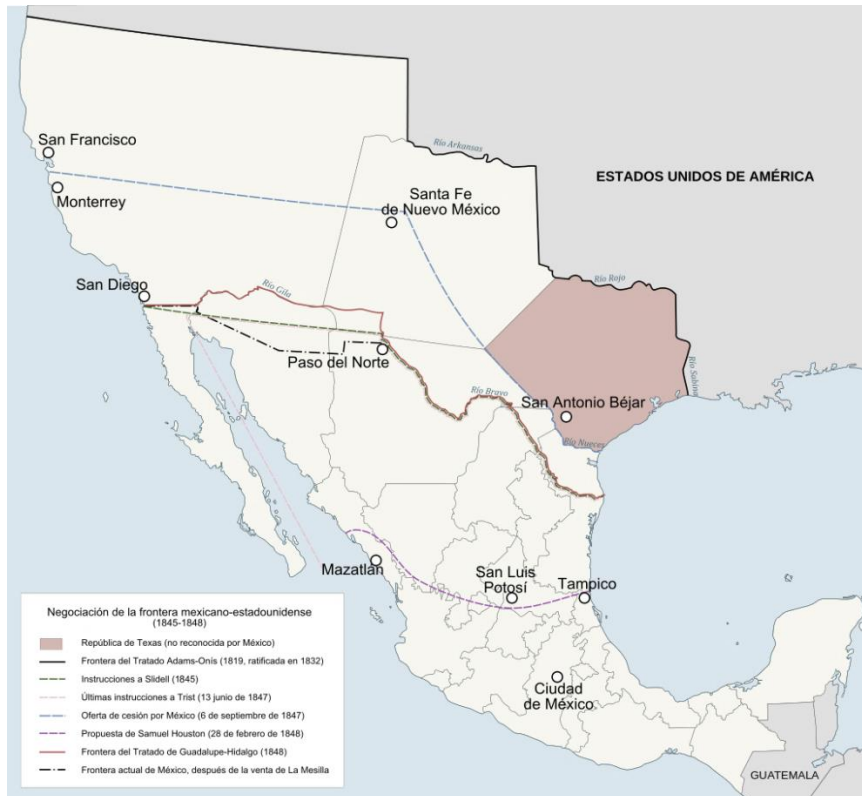 San Francisco
Monterrey
San Diego
Río Arkansas
ESTADOS UNIDOS DE AMÉRICA
Santa Fe
de Nuevo México
Río Gila
Río Rojo
Río Sabina
Paso del Norte
Río Bravo
San Antonio Béjar
Río Nueces
Mazatlán
San Luis
Potosí
Tampico
Ciudad
de México
GUATEMALA
Negociación de la frontera mexicano-estadounidense
(1845-1848)
República de Texas (no reconocida por México)
Frontera del Tratado Adams-Onis (1819, ratificada en 1832)
Instrucciones a Slidell (1845)
Últimas instrucciones a Trist (13 junio de 1847)
Oferta de cesión por México (6 de septiembre de 1847)
Propuesta de Samuel Houston (28 de febrero de 1848)
Frontera del Tratado de Guadalupe-Hidalgo (1848)
Frontera actual de México, después de la venta de La Mesilla